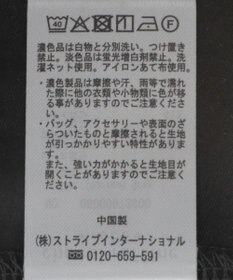 40
F
濃色品は白物と分別洗い。つけ置き
禁止。淡色は蛍光増白剤禁止。洗
濯ネット使用。アイロンあて布使用。
・濃色製品は摩擦や汗、雨等で濡れ
た際に他の衣類や小物類に色が移
る事がありますのでご注意下さい。
・バッグ、アクセサリーや表面のざ
らついたものと摩擦されると生地
が引っかかりやすい特性がありま
す。
また、強い力がかかると生地目が
開くことがありますのでご注意下
さい。
中国製
(株)ストライプインターナショナル
0120-659-591